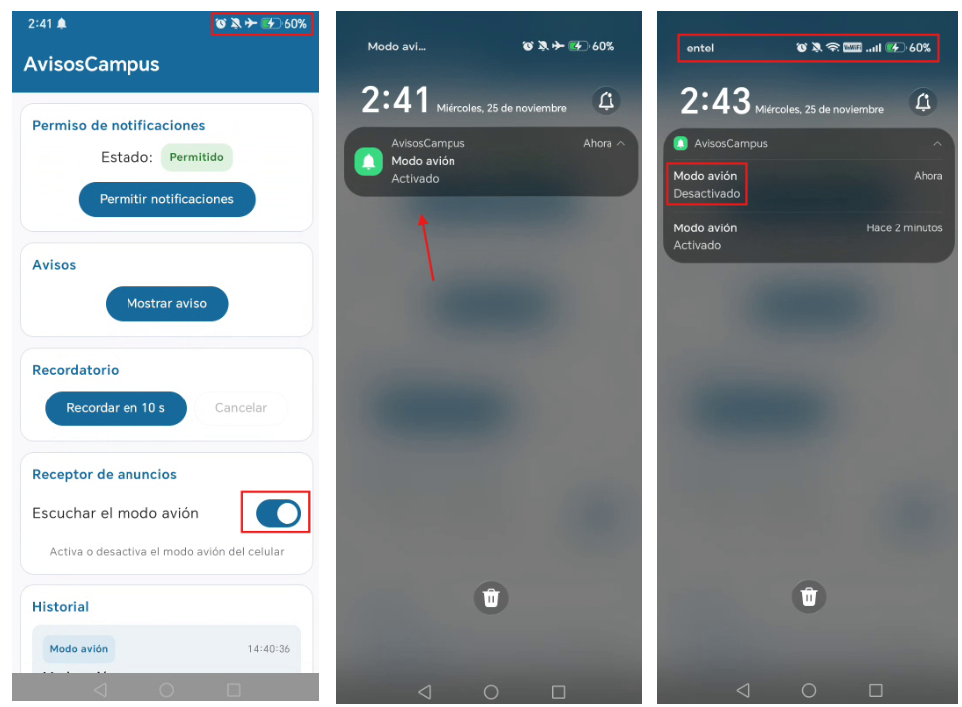 2:41 60%
AvisosCampus
Permiso de notificaciones
Estado: Permitido
Permitir notificaciones
Avisos
Mostrar aviso
Recordatorio
Recordar en 10 s Cancelar
Receptor de anuncios
Escuchar el modo avión
Activa o desactiva el modo avión del celular
Historial
Modo avión 14:40:36
Modo avi... 60%
2:41 Miércoles, 25 de noviembre
AvisosCampus Ahora
Modo avión
Activado
entel VoWiFi 60%
2:43 Miércoles, 25 de noviembre
AvisosCampus
Modo avión Ahora
Desactivado
Modo avión Hace 2 minutos
Activado